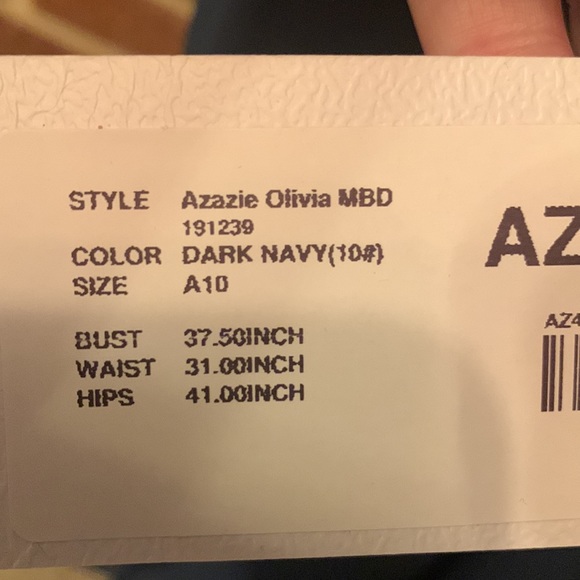 STYLE Azazie Olivia MBD
191239
COLOR DARK NAVY(10#)
SIZE A10
BUST 37.50INCH
WAIST 31.00INCH
HIPS 41.00INCH
AZ
AZ4